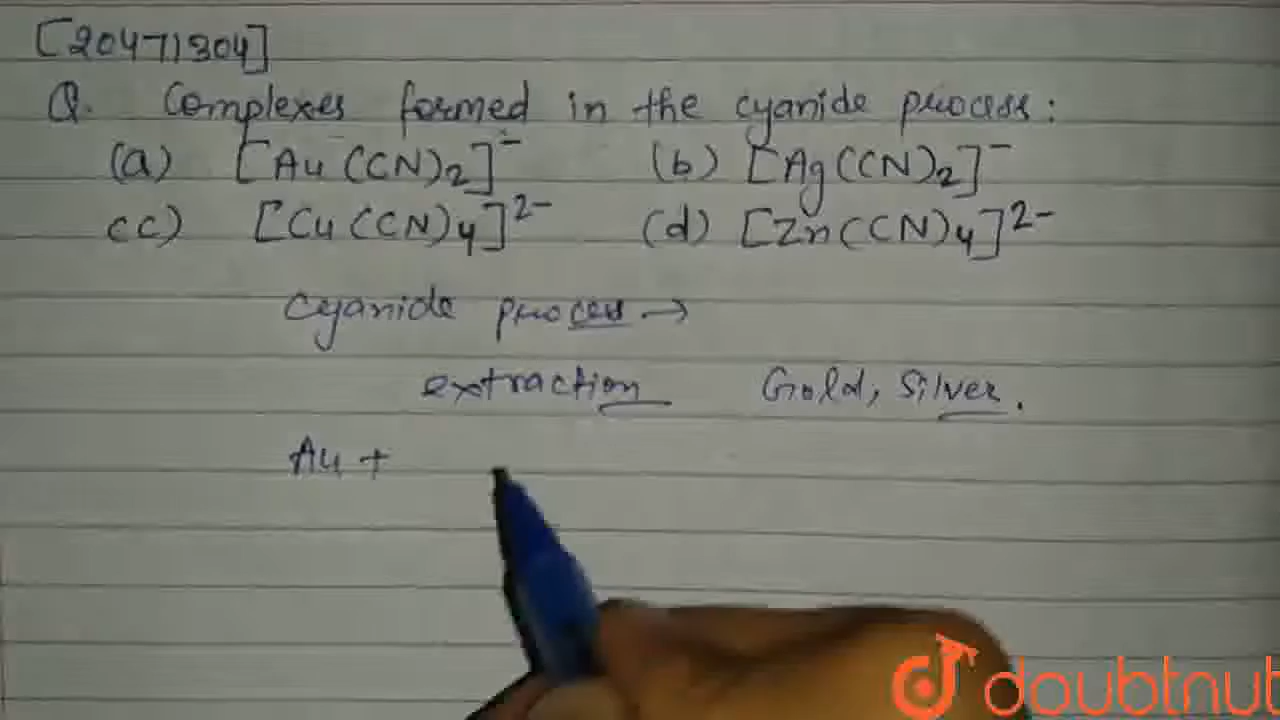 [20471304]
Q. Complexes formed in the cyanide process:
(a) [Au(CN)2]⁻ (b) [Ag(CN)2]⁻
(c) [Cu(CN)4]²⁻ (d) [Zn(CN)4]²⁻
Cyanide process →
extraction Gold, Silver.
Au +
doubtnut